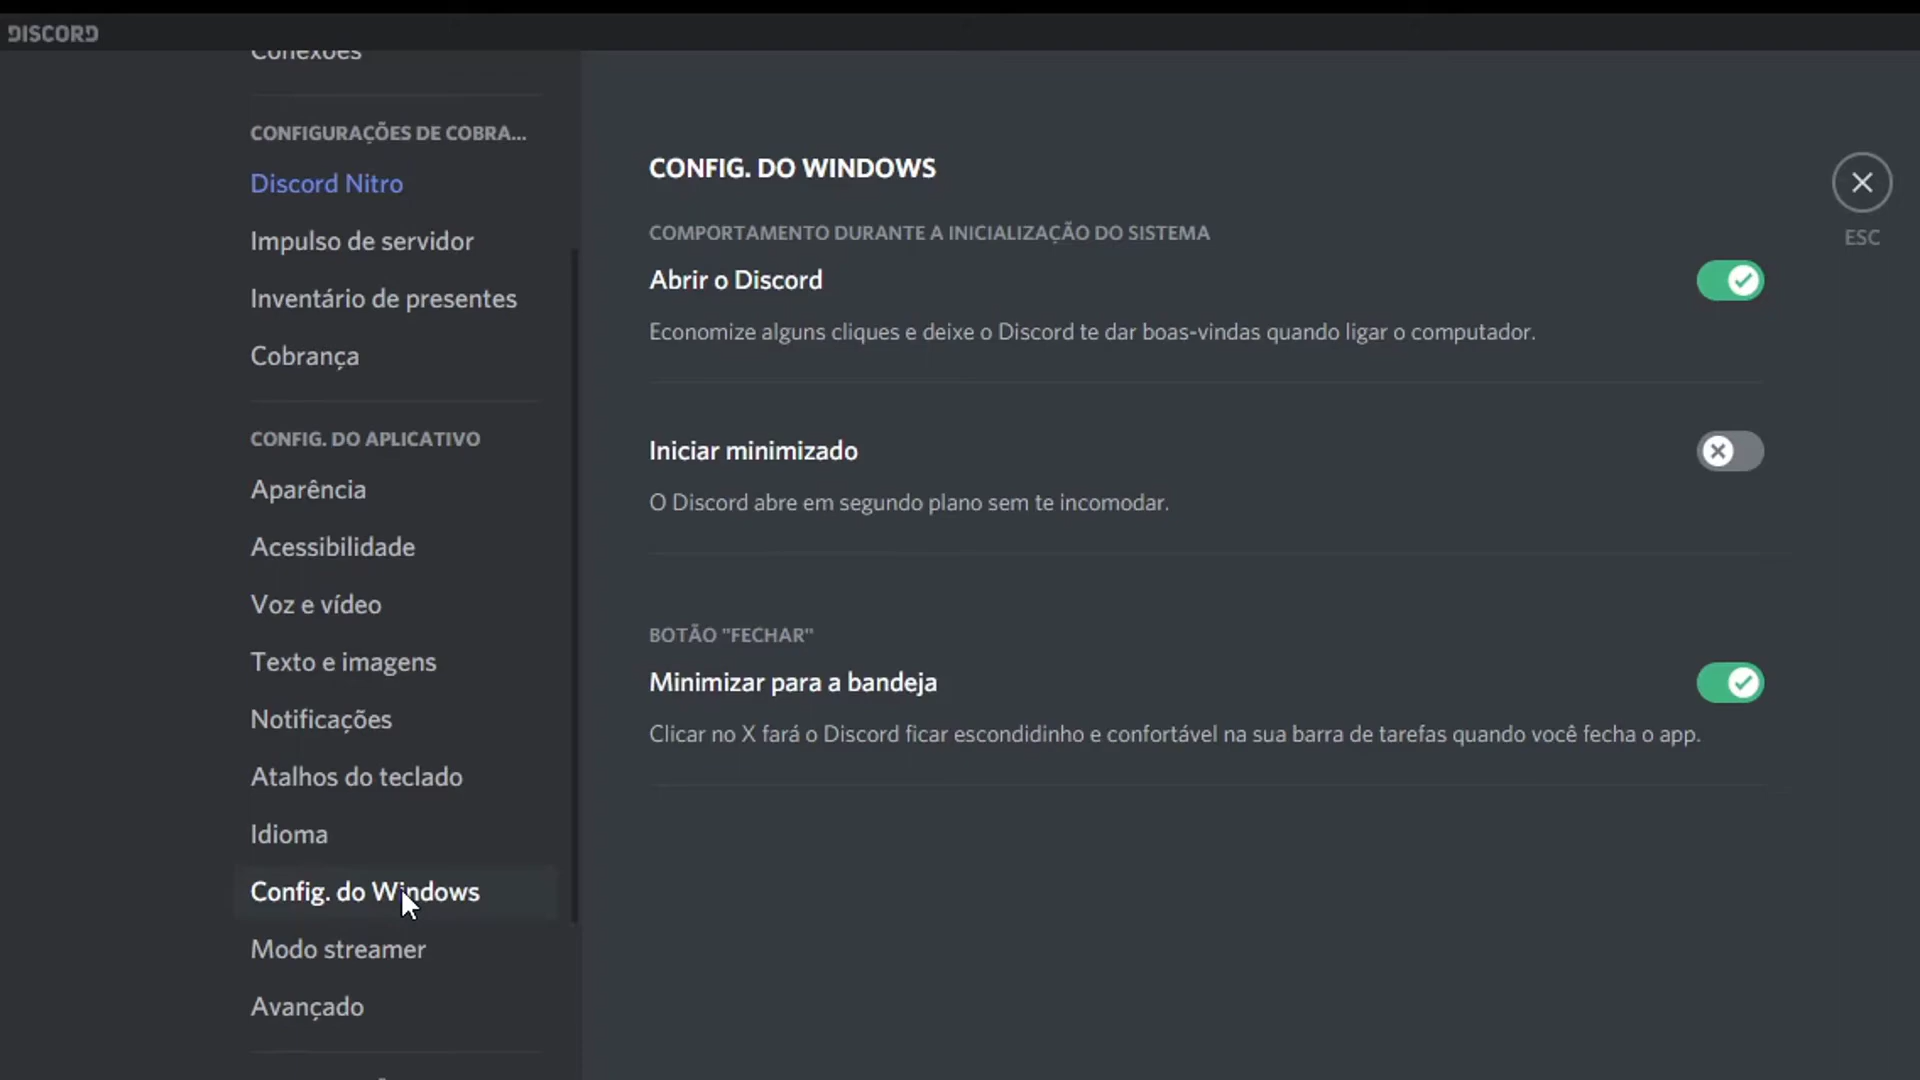 DISCORD
Conexões
CONFIGURAÇÕES DE COBRA...
Discord Nitro
Impulso de servidor
Inventário de presentes
Cobrança
CONFIG. DO APLICATIVO
Aparência
Acessibilidade
Voz e vídeo
Texto e imagens
Notificações
Atalhos do teclado
Idioma
Config. do Windows
Modo streamer
Avançado
CONFIG. DO WINDOWS
COMPORTAMENTO DURANTE A INICIALIZAÇÃO DO SISTEMA
Abrir o Discord
Economize alguns cliques e deixe o Discord te dar boas-vindas quando ligar o computador.
Iniciar minimizado
O Discord abre em segundo plano sem te incomodar.
BOTÃO "FECHAR"
Minimizar para a bandeja
Clicar no X fará o Discord ficar escondidinho e confortável na sua barra de tarefas quando você fecha o app.
ESC